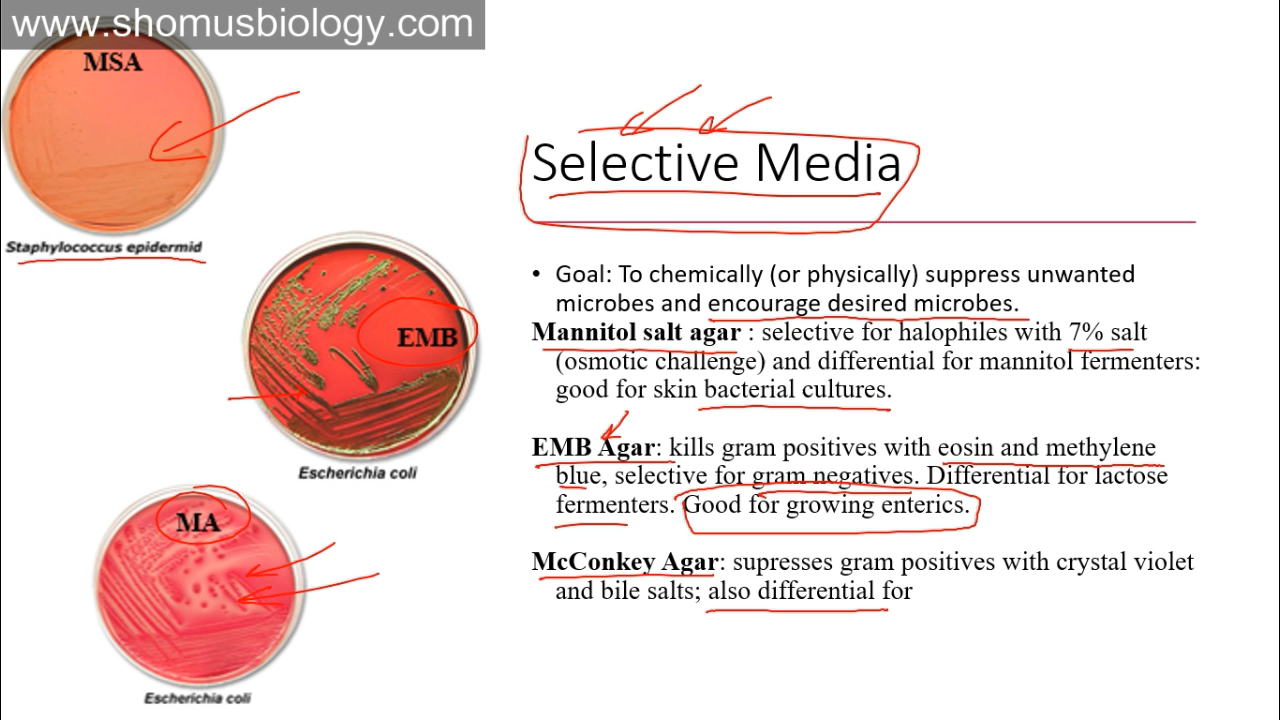 www.shomusbiology.com
MSA
Staphylococcus epidermid
EMB
Escherichia coli
MA
Escherichia coli
Selective Media
• Goal: To chemically (or physically) suppress unwanted
microbes and encourage desired microbes.
Mannitol salt agar : selective for halophiles with 7% salt
(osmotic challenge) and differential for mannitol fermenters:
good for skin bacterial cultures.
EMB Agar: kills gram positives with eosin and methylene
blue, selective for gram negatives. Differential for lactose
fermenters. Good for growing enterics.
McConkey Agar: supresses gram positives with crystal violet
and bile salts; also differential for